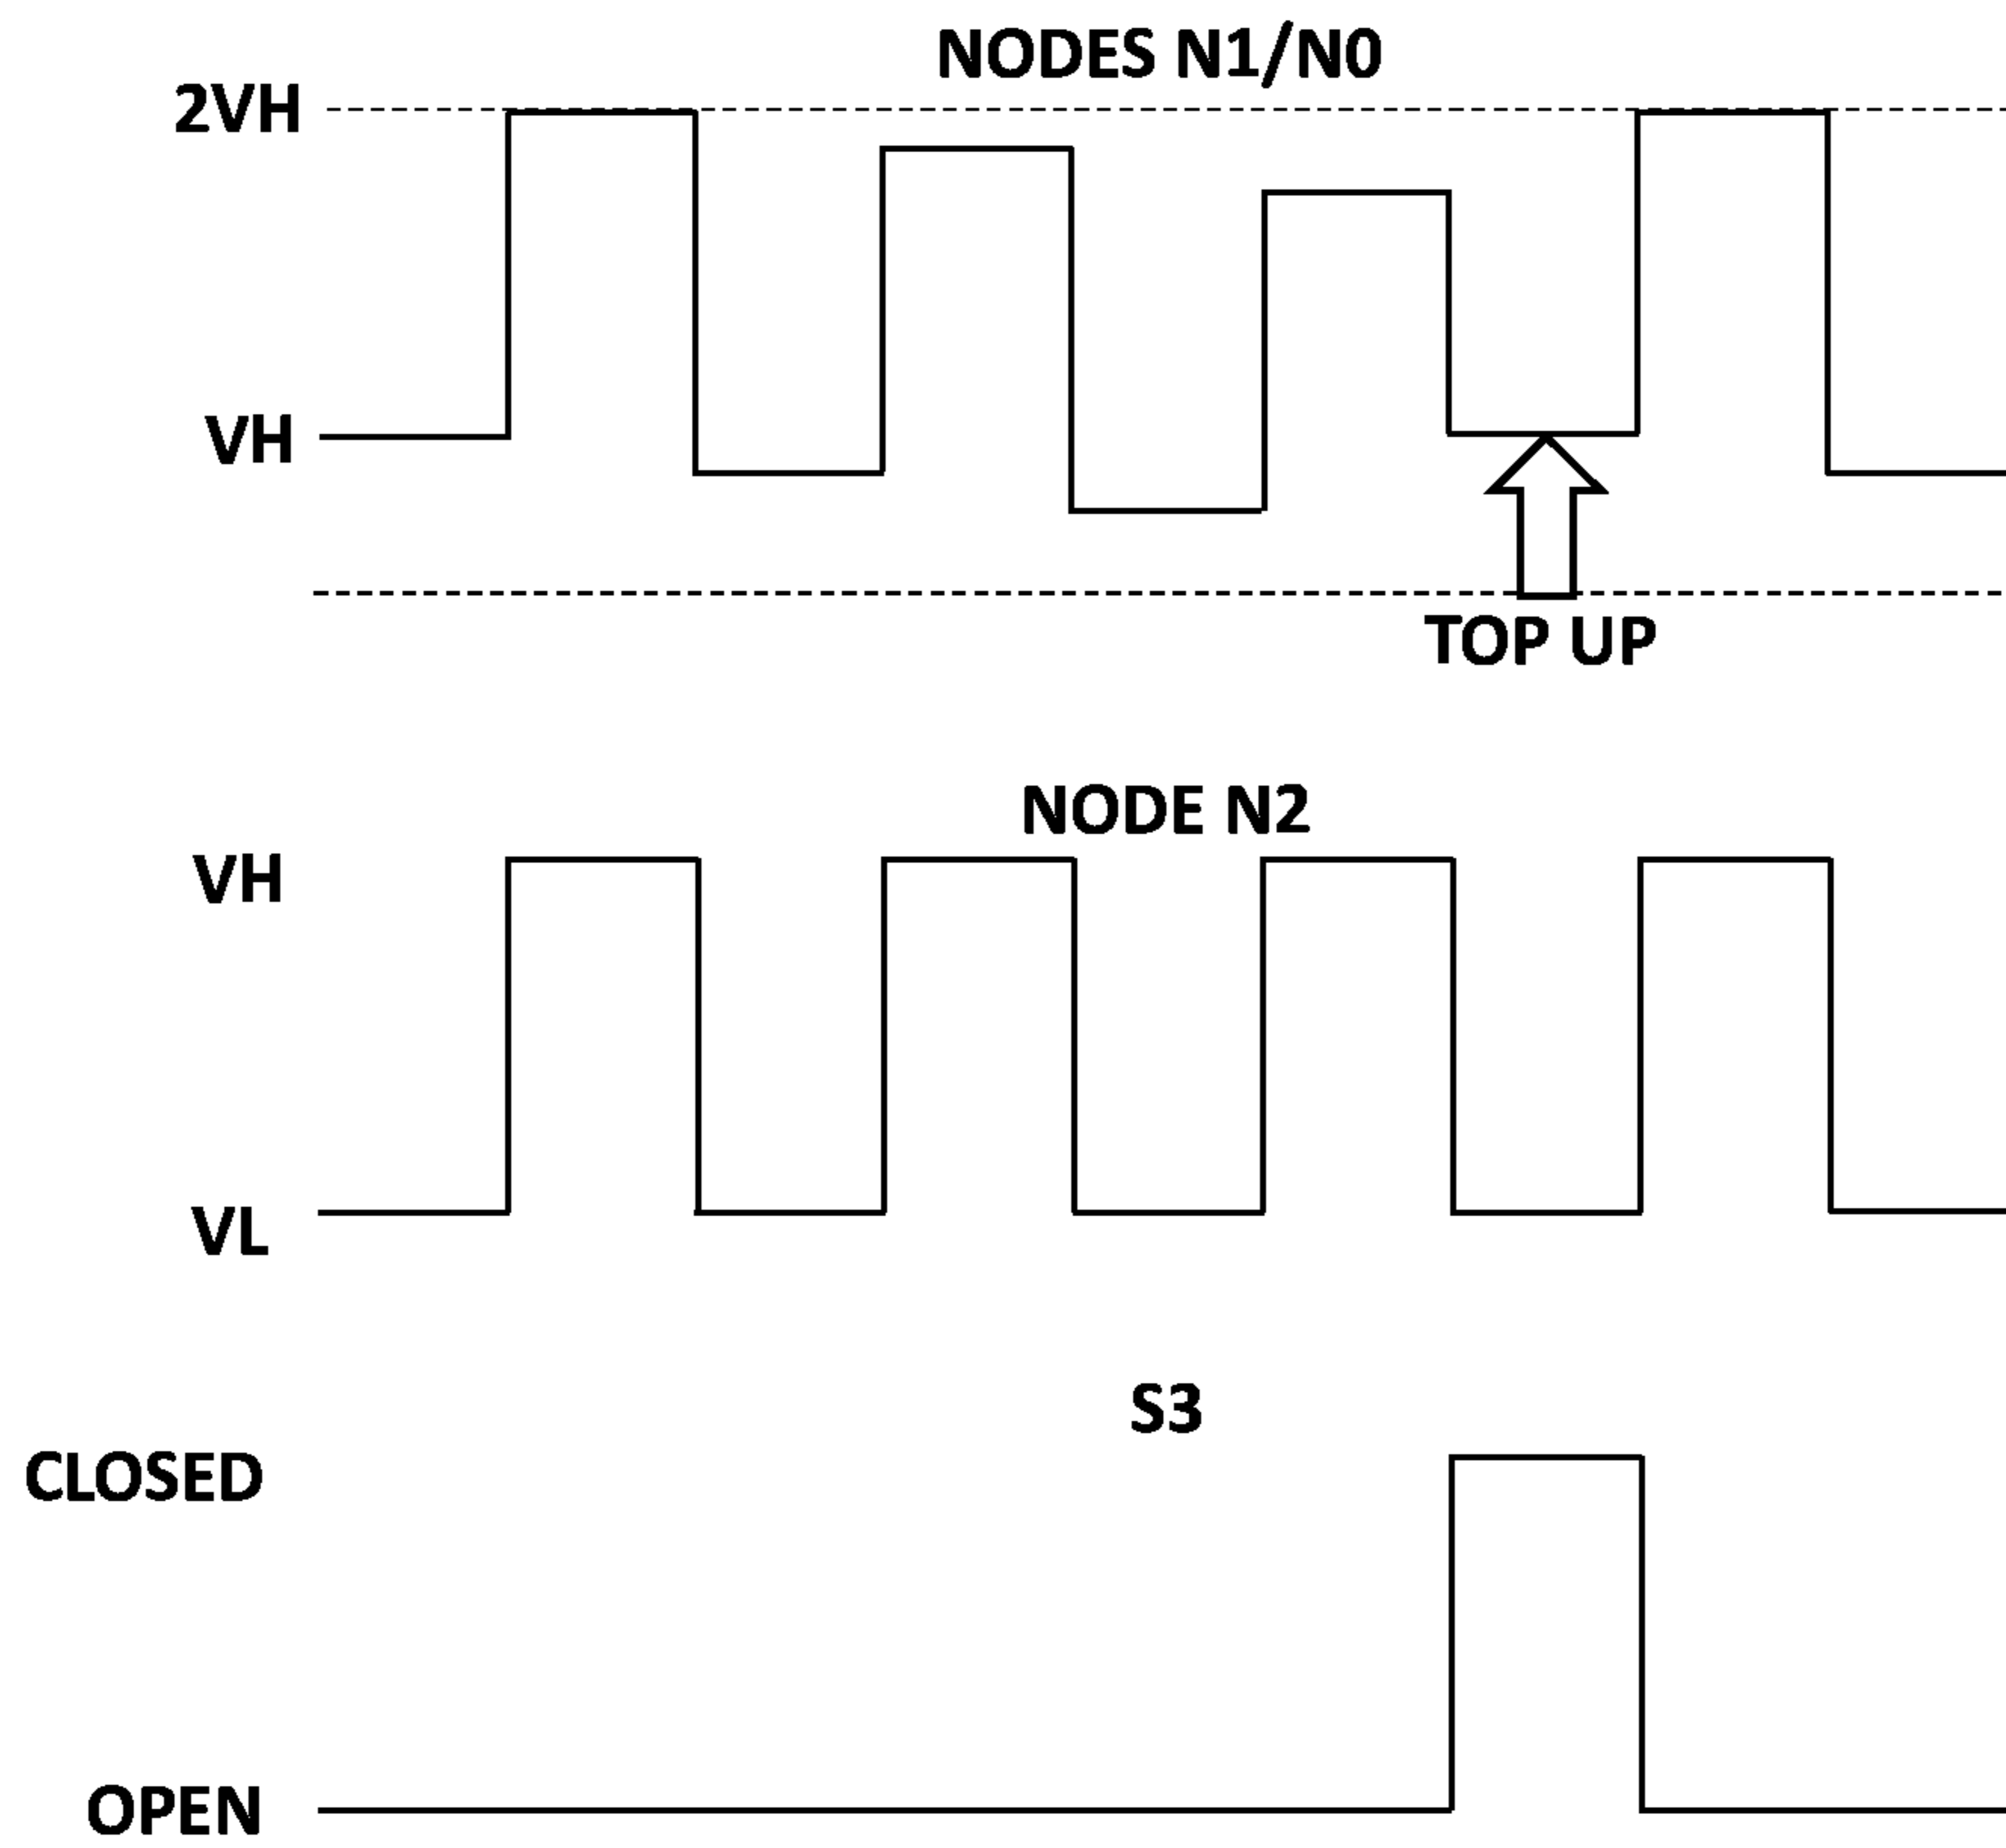 NODES N1/N0
2VH
VH
TOP UP
NODE N2
VH
VL
S3
CLOSED
OPEN